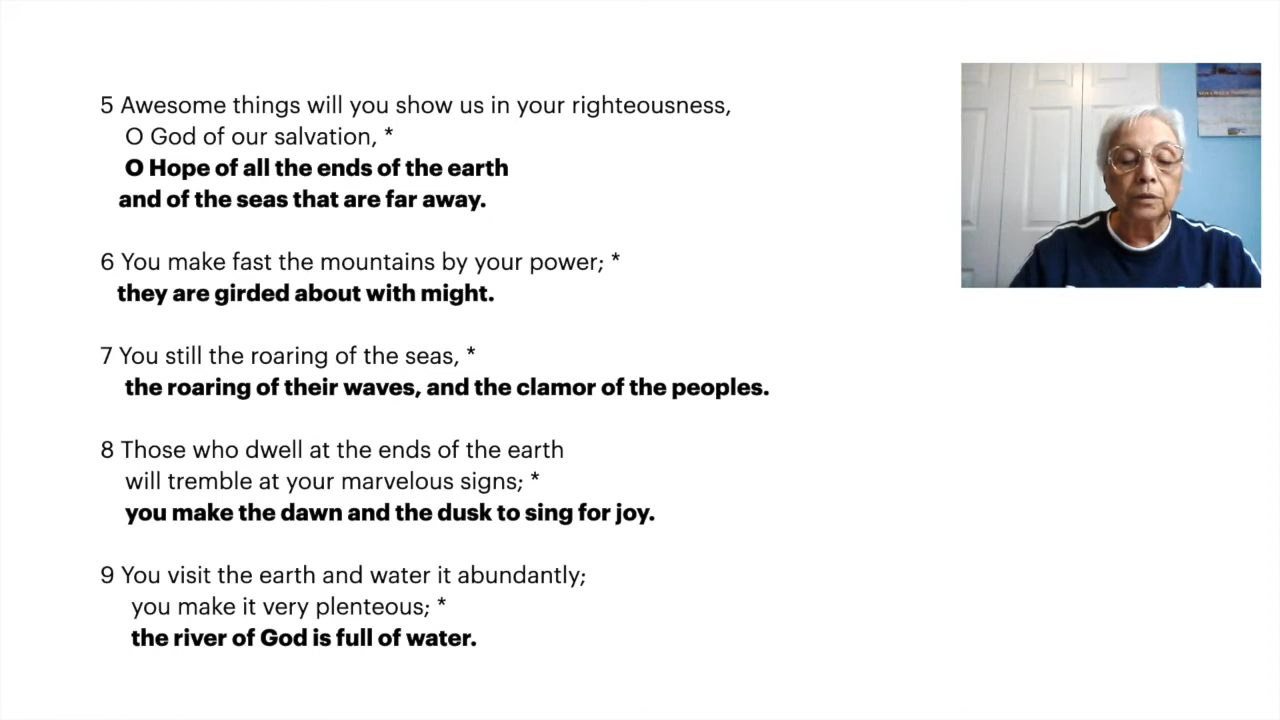 5 Awesome things will you show us in your righteousness,
O God of our salvation, *
O Hope of all the ends of the earth
and of the seas that are far away.
6 You make fast the mountains by your power; *
they are girded about with might.
7 You still the roaring of the seas, *
the roaring of their waves, and the clamor of the peoples.
8 Those who dwell at the ends of the earth
will tremble at your marvelous signs; *
you make the dawn and the dusk to sing for joy.
9 You visit the earth and water it abundantly;
you make it very plenteous; *
the river of God is full of water.